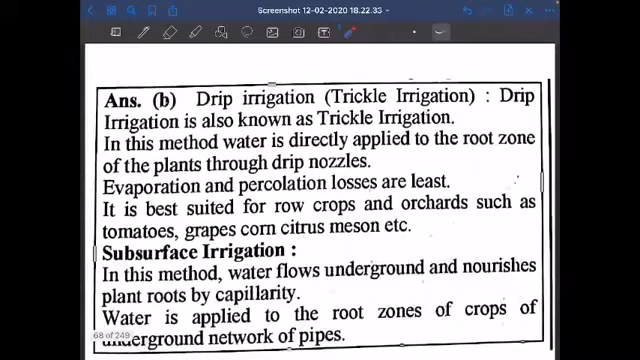 Screenshot 12-02-2020 18.22.33
Ans. (b) Drip irrigation (Trickle Irrigation) : Drip
Irrigation is also known as Trickle Irrigation.
In this method water is directly applied to the root zone
of the plants through drip nozzles.
Evaporation and percolation losses are least.
It is best suited for row crops and orchards such as
tomatoes, grapes corn citrus meson etc.
Subsurface Irrigation :
In this method, water flows underground and nourishes
plant roots by capillarity.
Water is applied to the root zones of crops of
68 of 249
underground network of pipes.